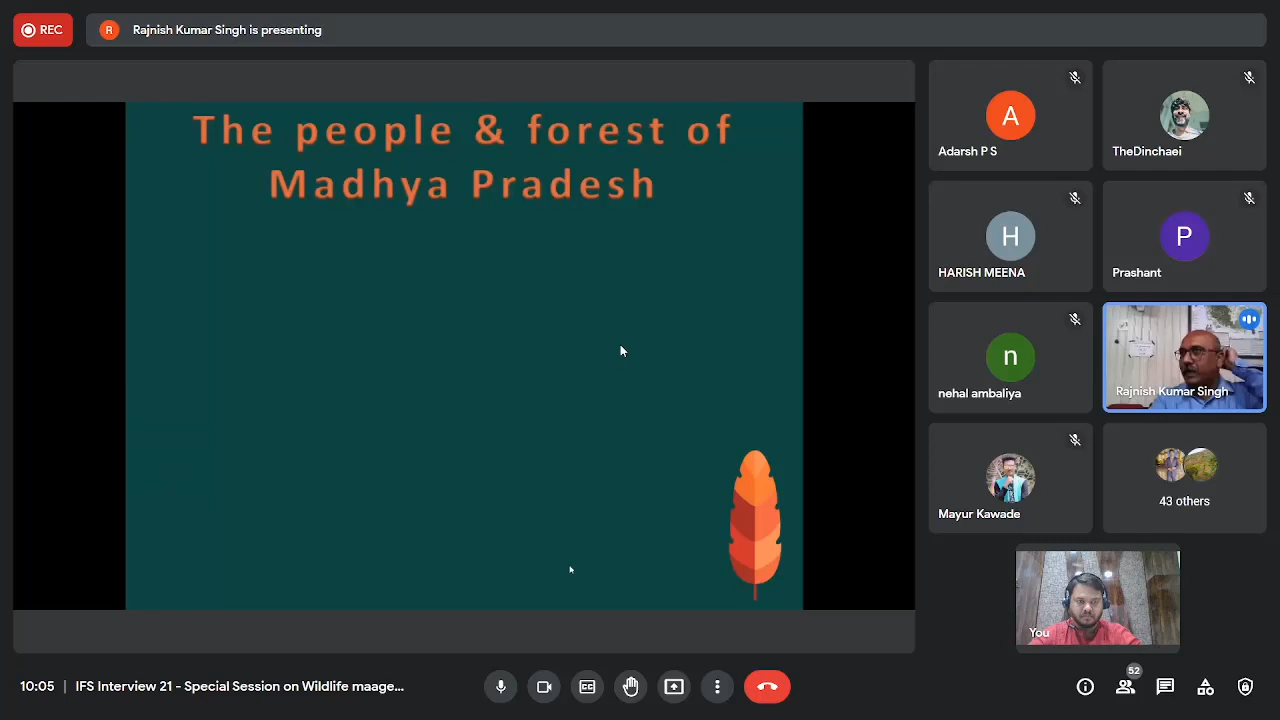 REC
R
Rajnish Kumar Singh is presenting
The people & forest of
Madhya Pradesh
A
Adarsh P S
TheDinchaei
H
HARISH MEENA
P
Prashant
n
nehal ambaliya
Rajnish Kumar Singh
Mayur Kawade
43 others
You
10:05 | IFS Interview 21 - Special Session on Wildlife maage...
CC
52